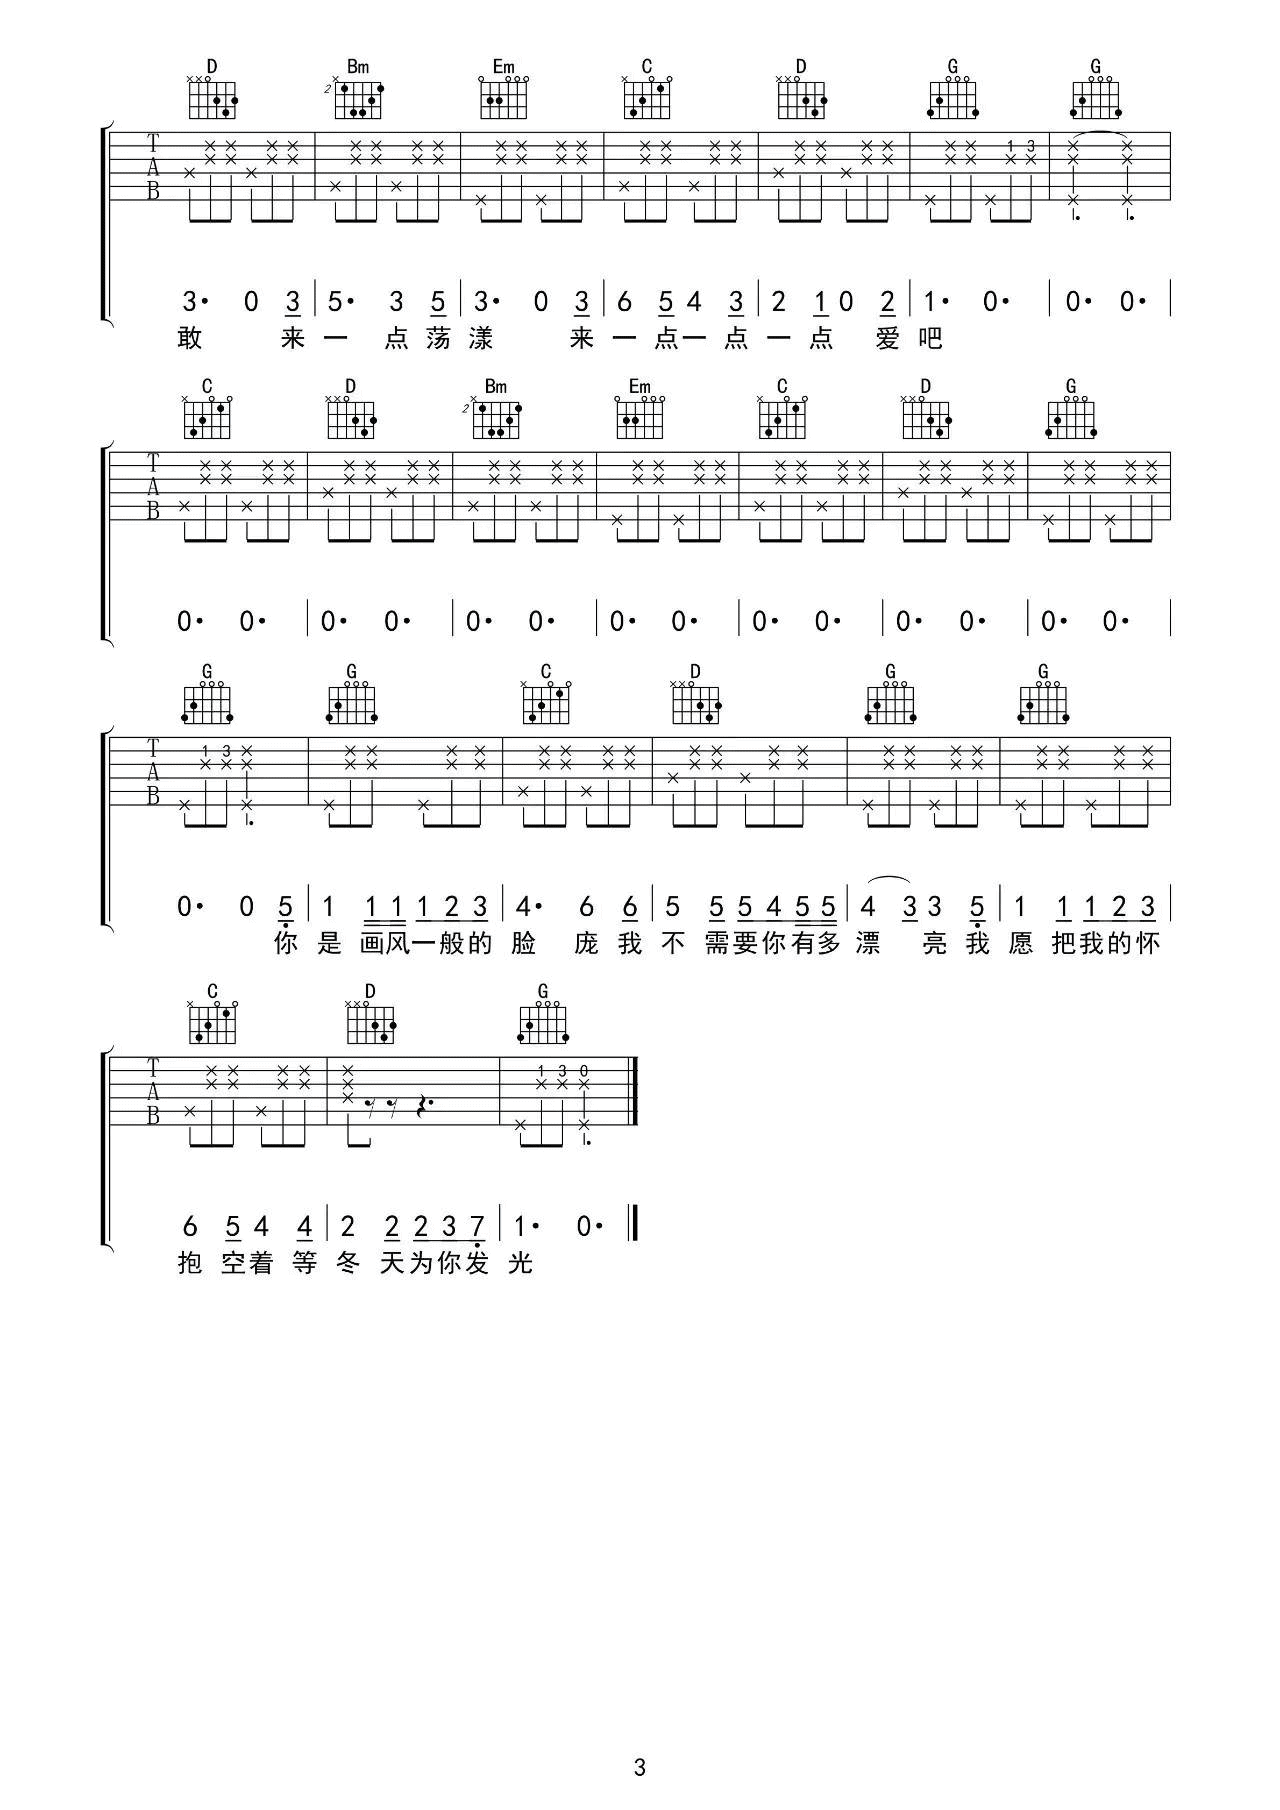 D Bm Em C D G G
2
T A B 1 3
3· 0 3 5· 3 5 3· 0 3 6 5 4 3 2 1 0 2 1· 0· 0· 0·
敢 来 一 点 荡 漾 来 一 点 一 点 一 点 爱 吧
C D Bm Em C D G
2
T A B
0· 0· 0· 0· 0· 0· 0· 0· 0· 0· 0· 0· 0· 0·
G G C D G G
T A B 1 3
0· 0 5 1 1 1 1 2 3 4· 6 6 5 5 5 4 5 5 4 3 3 5 1 1 1 2 3
你 是 画 风 一 般 的 脸 庞 我 不 需 要 你 有 多 漂 亮 我 愿 把 我 的 怀
C D G
T A B 1 3 0
6 5 4 4 2 2 2 3 7 1· 0·
抱 空 着 等 冬 天 为 你 发 光
3